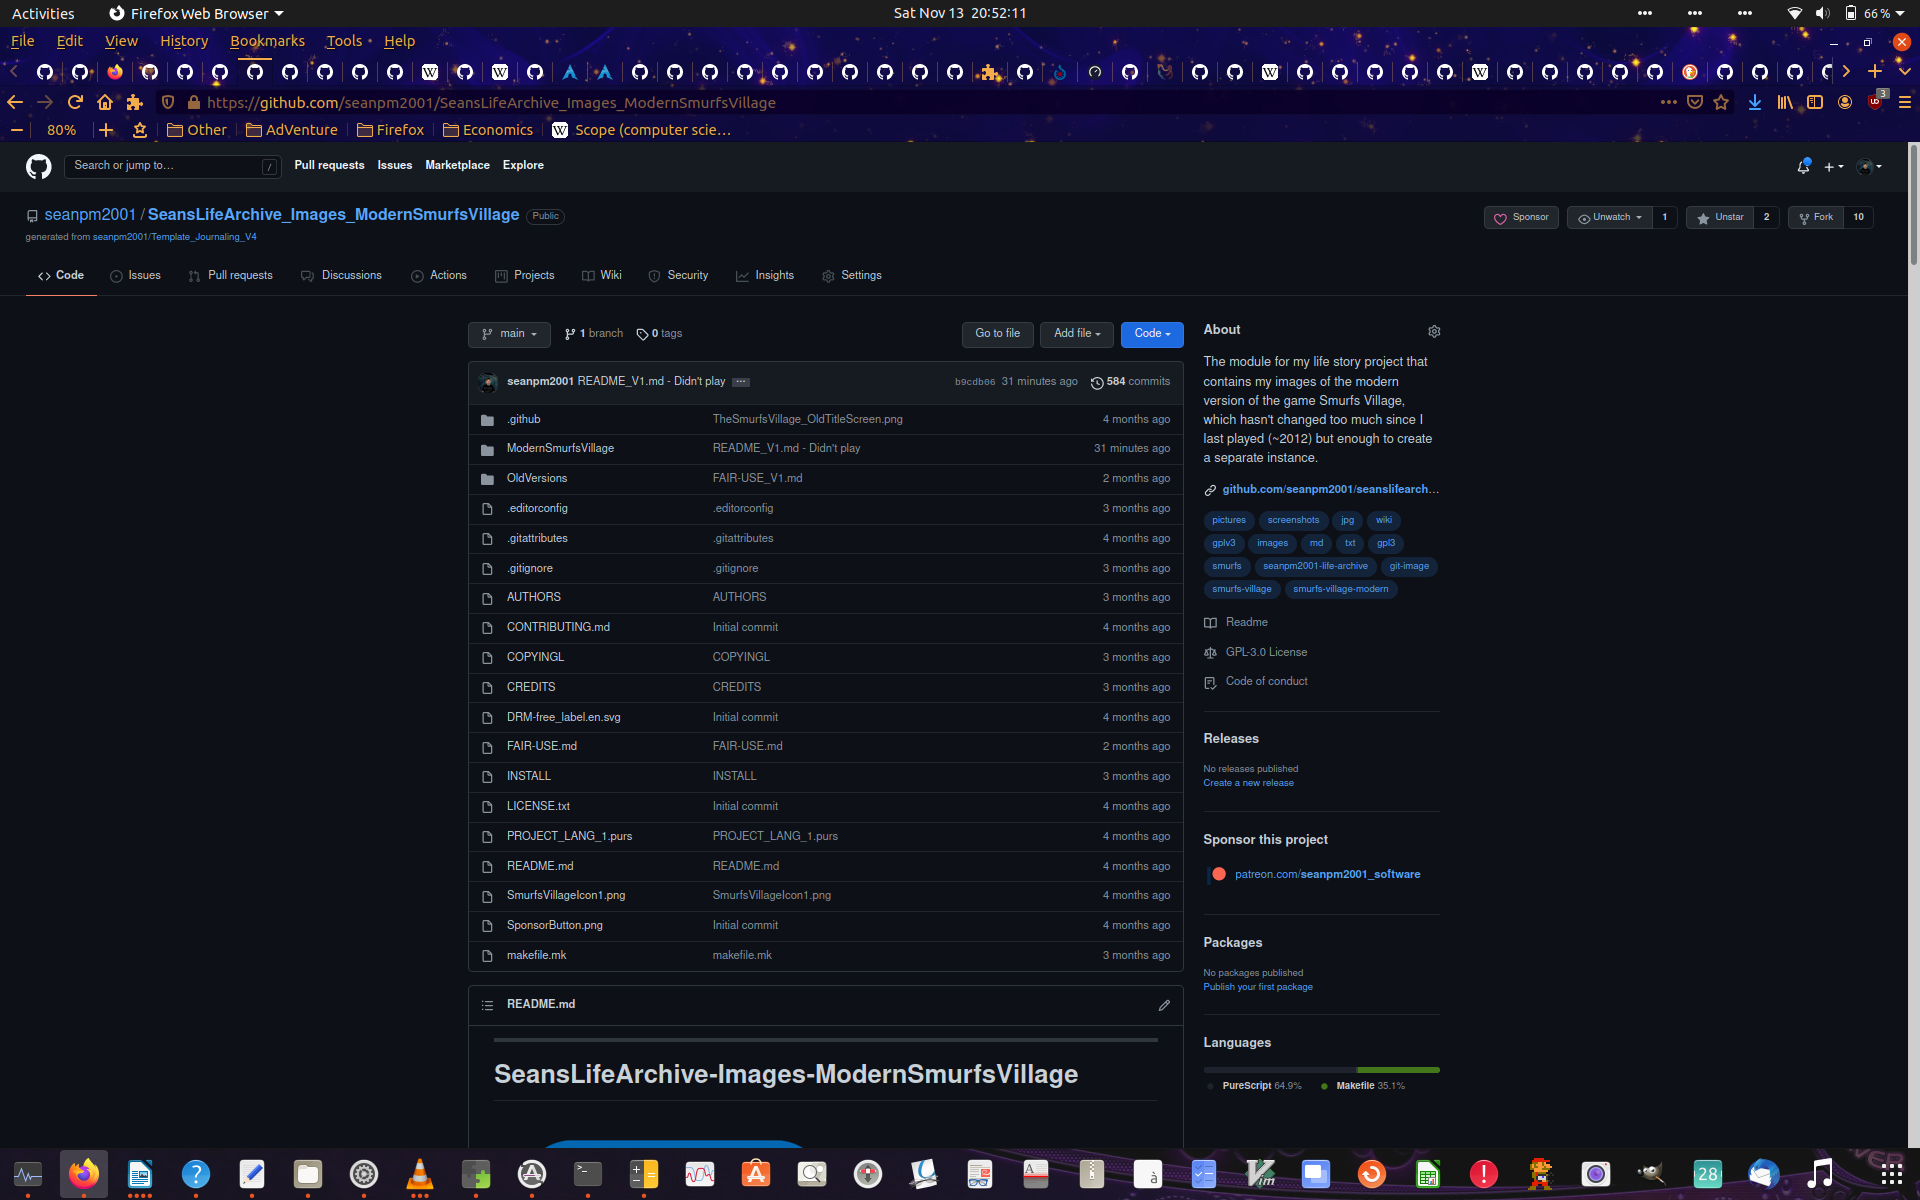 Activities
Firefox Web Browser
Sat Nov 13 20:52:11
66 %
File Edit View History Bookmarks Tools Help
https://github.com/seanpm2001/SeansLifeArchive_Images_ModernSmurfsVillage
3
80%
Other
AdVenture
Firefox
Economics
Scope (computer scie…
Search or jump to…
/
Pull requests
Issues
Marketplace
Explore
seanpm2001 / SeansLifeArchive_Images_ModernSmurfsVillage
Public
Sponsor
Unwatch 1
Unstar 2
Fork 10
generated from seanpm2001/Template_Journaling_V4
Code
Issues
Pull requests
Discussions
Actions
Projects
Wiki
Security
Insights
Settings
main
1 branch
0 tags
Go to file
Add file
Code
seanpm2001 README_V1.md - Didn't play
b9cdb06 31 minutes ago
584 commits
.github TheSmurfsVillage_OldTitleScreen.png 4 months ago
ModernSmurfsVillage README_V1.md - Didn't play 31 minutes ago
OldVersions FAIR-USE_V1.md 2 months ago
.editorconfig .editorconfig 3 months ago
.gitattributes .gitattributes 4 months ago
.gitignore .gitignore 3 months ago
AUTHORS AUTHORS 3 months ago
CONTRIBUTING.md Initial commit 4 months ago
COPYINGL COPYINGL 3 months ago
CREDITS CREDITS 3 months ago
DRM-free_label.en.svg Initial commit 4 months ago
FAIR-USE.md FAIR-USE.md 2 months ago
INSTALL INSTALL 3 months ago
LICENSE.txt Initial commit 4 months ago
PROJECT_LANG_1.purs PROJECT_LANG_1.purs 4 months ago
README.md README.md 4 months ago
SmurfsVillageIcon1.png SmurfsVillageIcon1.png 4 months ago
SponsorButton.png Initial commit 4 months ago
makefile.mk makefile.mk 3 months ago
README.md
SeansLifeArchive-Images-ModernSmurfsVillage
About
The module for my life story project that
contains my images of the modern
version of the game Smurfs Village,
which hasn't changed too much since I
last played (~2012) but enough to create
a separate instance.
github.com/seanpm2001/seanslifearch…
pictures screenshots jpg wiki
gplv3 images md txt gpl3
smurfs seanpm2001-life-archive git-image
smurfs-village smurfs-village-modern
Readme
GPL-3.0 License
Code of conduct
Releases
No releases published
Create a new release
Sponsor this project
patreon.com/seanpm2001_software
Packages
No packages published
Publish your first package
Languages
PureScript 64.9%
Makefile 35.1%
28